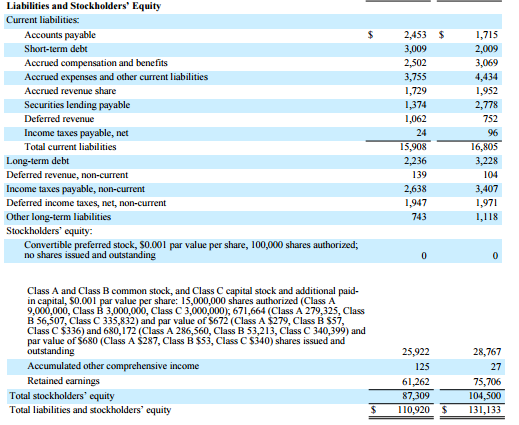 Liabilities and Stockholders' Equity
Current liabilities:
Accounts payable $ 2,453 $ 1,715
Short-term debt 3,009 2,009
Accrued compensation and benefits 2,502 3,069
Accrued expenses and other current liabilities 3,755 4,434
Accrued revenue share 1,729 1,952
Securities lending payable 1,374 2,778
Deferred revenue 1,062 752
Income taxes payable, net 24 96
Total current liabilities 15,908 16,805
Long-term debt 2,236 3,228
Deferred revenue, non-current 139 104
Income taxes payable, non-current 2,638 3,407
Deferred income taxes, net, non-current 1,947 1,971
Other long-term liabilities 743 1,118
Stockholders' equity:
Convertible preferred stock, $0.001 par value per share, 100,000 shares authorized;
no shares issued and outstanding 0 0
Class A and Class B common stock, and Class C capital stock and additional paid-
in capital, $0.001 par value per share: 15,000,000 shares authorized (Class A
9,000,000, Class B 3,000,000, Class C 3,000,000); 671,664 (Class A 279,325, Class
B 56,507, Class C 335,832) and par value of $672 (Class A $279, Class B $57,
Class C $336) and 680,172 (Class A 286,560, Class B 53,213, Class C 340,399) and
par value of $680 (Class A $287, Class B $53, Class C $340) shares issued and
outstanding 25,922 28,767
Accumulated other comprehensive income 125 27
Retained earnings 61,262 75,706
Total stockholders' equity 87,309 104,500
Total liabilities and stockholders' equity $ 110,920 $ 131,133